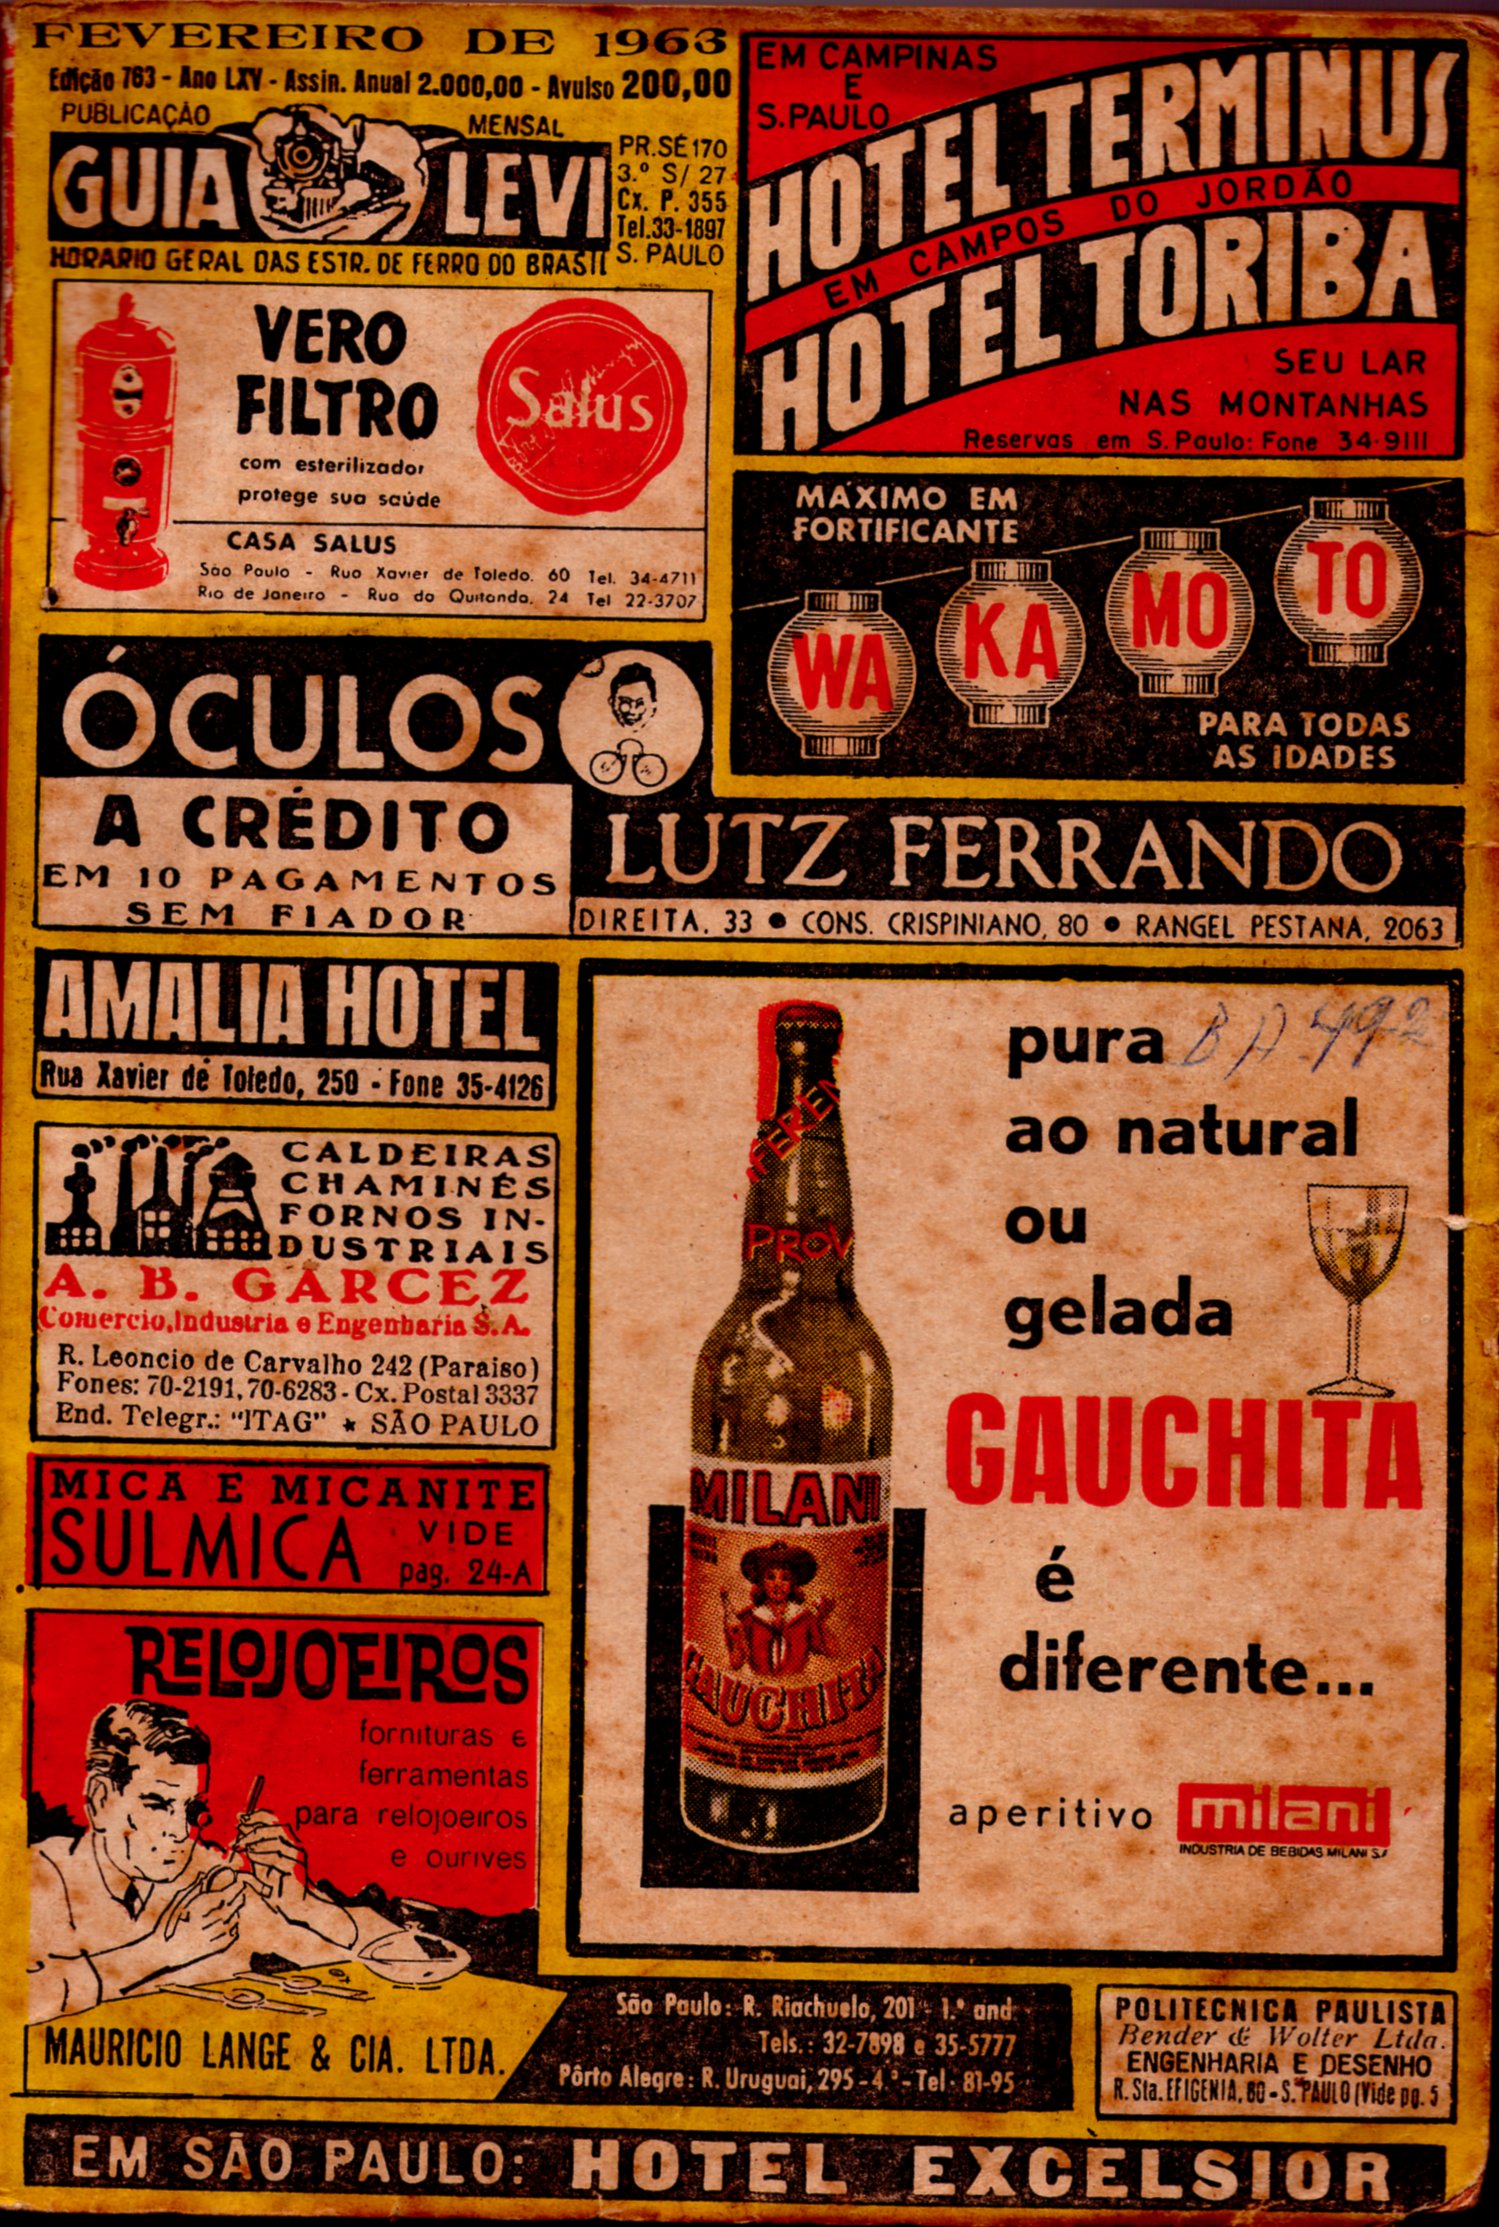 FEVEREIRO DE 1963
Edição 763 - Ano LXV - Assin. Anual 2.000,00 - Avulso 200,00
PUBLICAÇÃO MENSAL
GUIA LEVI
PR.SÉ 170
3.º S/ 27
Cx. P. 355
Tel.33-1897
S. PAULO
HORARIO GERAL DAS ESTR. DE FERRO DO BRASIL
EM CAMPINAS
E
S.PAULO
HOTEL TERMINUS
EM CAMPOS DO JORDÃO
HOTEL TORIBA
SEU LAR
NAS MONTANHAS
Reservas em S. Paulo: Fone 34-9111
VERO
FILTRO
com esterilizador
protege sua saúde
Salus
CASA SALUS
São Paulo - Rua Xavier de Toledo. 60 Tel. 34-4711
Rio de Janeiro - Rua da Quitanda. 24 Tel 22-3707
MÁXIMO EM
FORTIFICANTE
WA KA MO TO
PARA TODAS
AS IDADES
ÓCULOS
A CRÉDITO
EM 10 PAGAMENTOS
SEM FIADOR
LUTZ FERRANDO
DIREITA. 33 • CONS. CRISPINIANO, 80 • RANGEL PESTANA, 2063
AMALIA HOTEL
Rua Xavier de Toledo, 250 - Fone 35-4126
CALDEIRAS
CHAMINÉS
FORNOS IN-
DUSTRIAIS
A. B. GARCEZ
Comercio, Industria e Engenharia S.A.
R. Leoncio de Carvalho 242 (Paraiso)
Fones: 70-2191, 70-6283 - Cx. Postal 3337
End. Telegr.: "ITAG" ★ SÃO PAULO
MICA E MICANITE
SULMICA VIDE
pag. 24-A
RELOJOEIROS
fornituras e
ferramentas
para relojoeiros
e ourives
MAURICIO LANGE & CIA. LTDA.
São Paulo: R. Riachuelo, 201 - 1.º and
Tels.: 32-7898 e 35-5777
Pôrto Alegre: R. Uruguai, 295 - 4.º - Tel - 81-95
pura
ao natural
ou
gelada
GAUCHITA
é
diferente...
aperitivo milani
INDUSTRIA DE BEBIDAS MILANI S/
PROV
MILANI
GAUCHITA
POLITECNICA PAULISTA
Bender & Wolter Ltda.
ENGENHARIA E DESENHO
R. Sta. EFIGENIA, 80 - S. PAULO (Vide pg. 5
EM SÃO PAULO: HOTEL EXCELSIOR